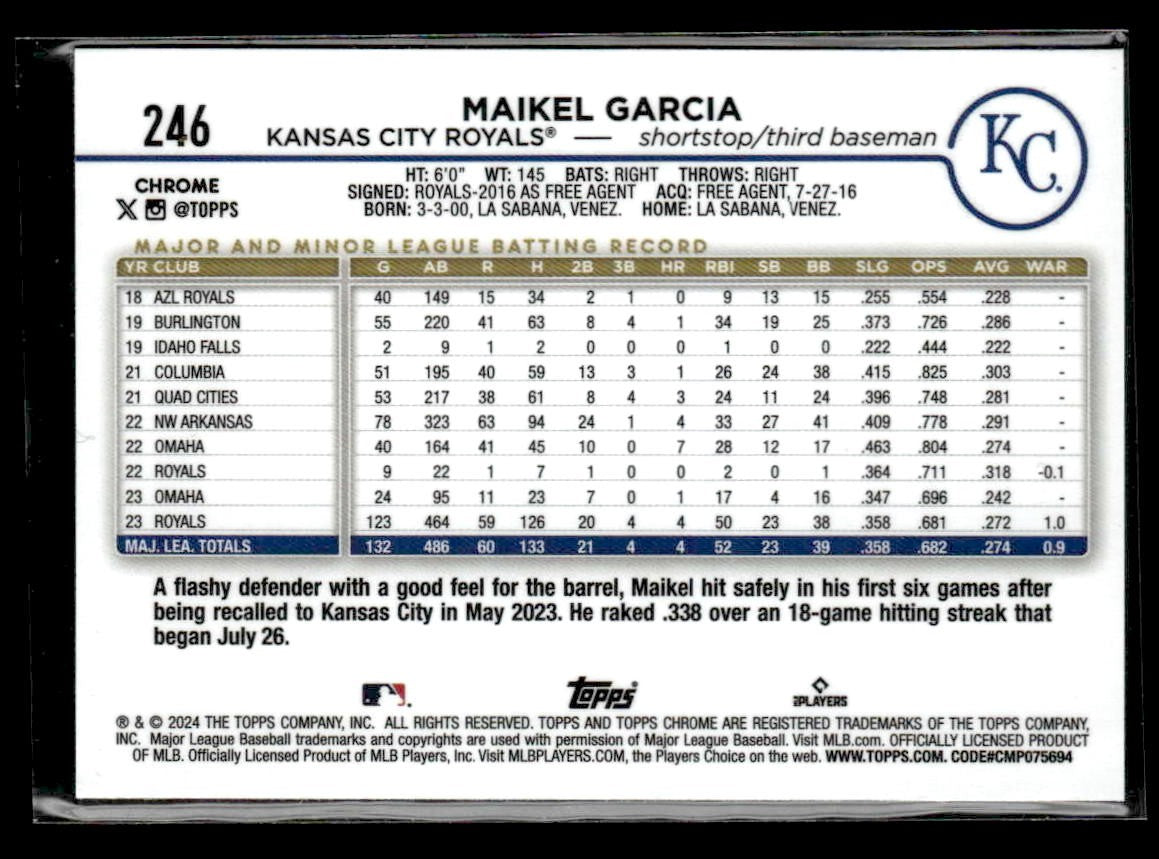 246
MAIKEL GARCIA
KANSAS CITY ROYALS® — shortstop/third baseman
KC
CHROME
X @TOPPS
HT: 6'0" WT: 145 BATS: RIGHT THROWS: RIGHT
SIGNED: ROYALS-2016 AS FREE AGENT ACQ: FREE AGENT, 7-27-16
BORN: 3-3-00, LA SABANA, VENEZ. HOME: LA SABANA, VENEZ.
MAJOR AND MINOR LEAGUE BATTING RECORD
YR CLUB G AB R H 2B 3B HR RBI SB BB SLG OPS AVG WAR
18 AZL ROYALS 40 149 15 34 2 1 0 9 13 15 .255 .554 .228 -
19 BURLINGTON 55 220 41 63 8 4 1 34 19 25 .373 .726 .286 -
19 IDAHO FALLS 2 9 1 2 0 0 0 1 0 0 .222 .444 .222 -
21 COLUMBIA 51 195 40 59 13 3 1 26 24 38 .415 .825 .303 -
21 QUAD CITIES 53 217 38 61 8 4 3 24 11 24 .396 .748 .281 -
22 NW ARKANSAS 78 323 63 94 24 1 4 33 27 41 .409 .778 .291 -
22 OMAHA 40 164 41 45 10 0 7 28 12 17 .463 .804 .274 -
22 ROYALS 9 22 1 7 1 0 0 2 0 1 .364 .711 .318 -0.1
23 OMAHA 24 95 11 23 7 0 1 17 4 16 .347 .696 .242 -
23 ROYALS 123 464 59 126 20 4 4 50 23 38 .358 .681 .272 1.0
MAJ. LEA. TOTALS 132 486 60 133 21 4 4 52 23 39 .358 .682 .274 0.9
A flashy defender with a good feel for the barrel, Maikel hit safely in his first six games after
being recalled to Kansas City in May 2023. He raked .338 over an 18-game hitting streak that
began July 26.
Topps®
PLAYERS
® & © 2024 THE TOPPS COMPANY, INC. ALL RIGHTS RESERVED. TOPPS AND TOPPS CHROME ARE REGISTERED TRADEMARKS OF THE TOPPS COMPANY,
INC. Major League Baseball trademarks and copyrights are used with permission of Major League Baseball. Visit MLB.com. OFFICIALLY LICENSED PRODUCT
OF MLB. Officially Licensed Product of MLB Players, Inc. Visit MLBPLAYERS.COM, the Players Choice on the web. WWW.TOPPS.COM. CODE#CMP075694